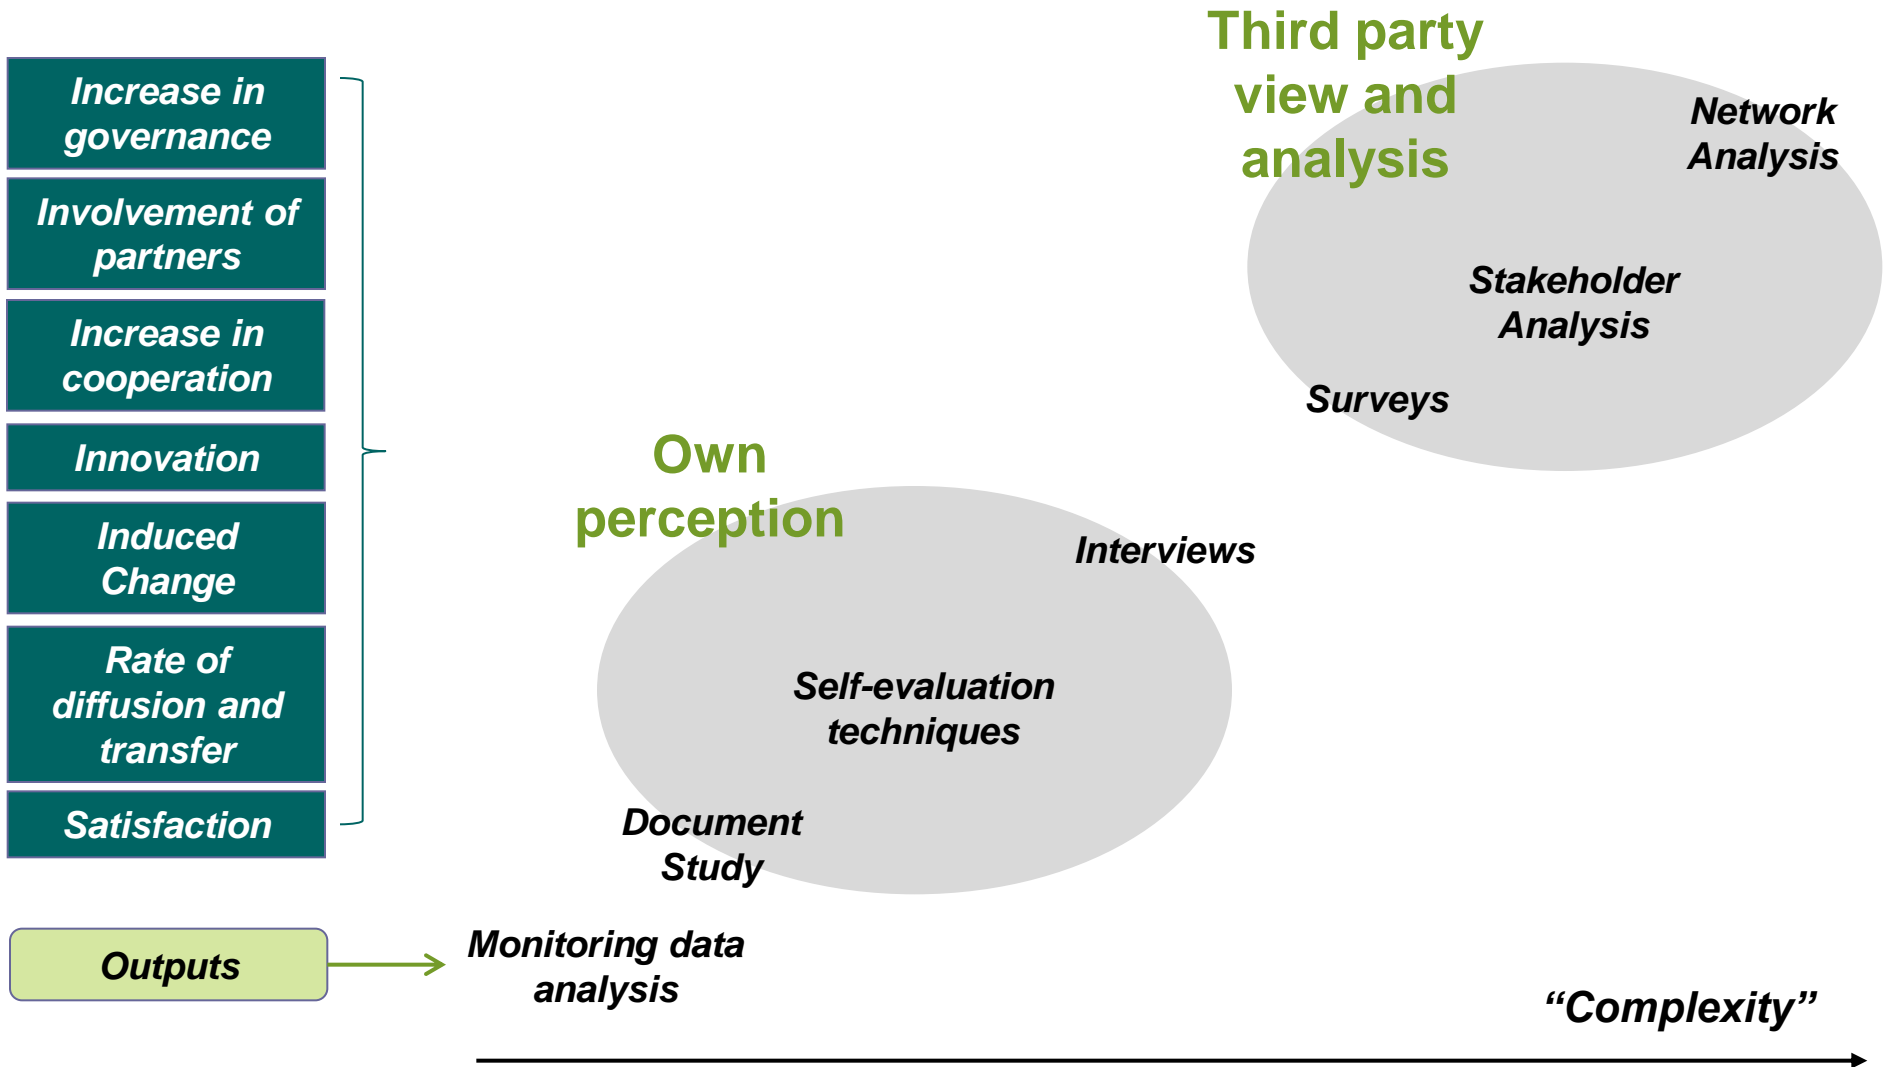 Increase in
governance
Involvement of
partners
Increase in
cooperation
Innovation
Induced
Change
Rate of
diffusion and
transfer
Satisfaction
Outputs
Monitoring data
analysis
Own
perception
Interviews
Self-evaluation
techniques
Document
Study
Third party
view and
analysis
Network
Analysis
Stakeholder
Analysis
Surveys
“Complexity”